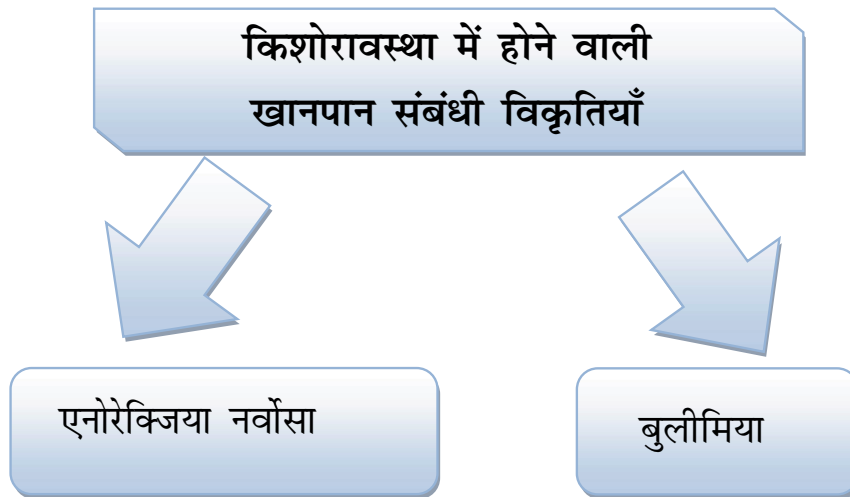 किशोरावस्था में होने वाली
खानपान संबंधी विकृतियाँ
एनोरेक्जिया नर्वोसा
बुलीमिया